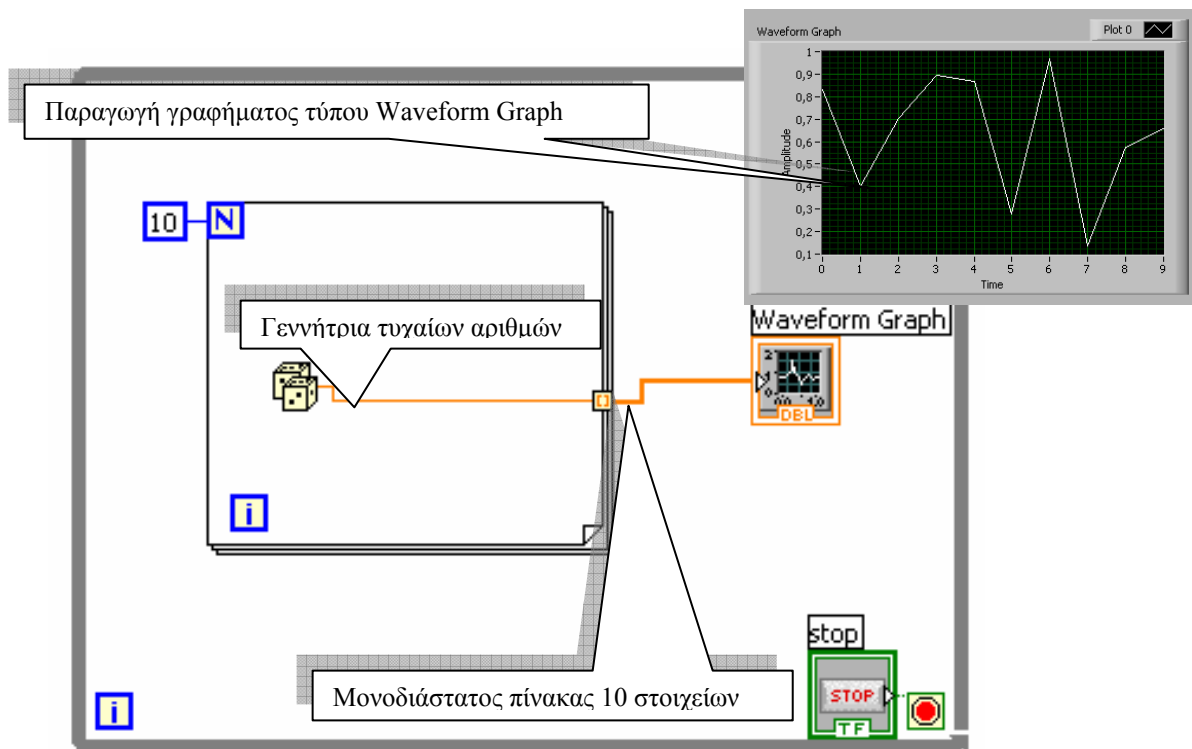 Waveform Graph
Plot 0
1
0,9
0,8
0,7
0,6
0,5
0,4
0,3
0,2
0,1
Amplitude
0 1 2 3 4 5 6 7 8 9
Time
Παραγωγή γραφήματος τύπου Waveform Graph
10
N
Γεννήτρια τυχαίων αριθμών
i
Waveform Graph
DBL
Μονοδιάστατος πίνακας 10 στοιχείων
stop
STOP
TF
i